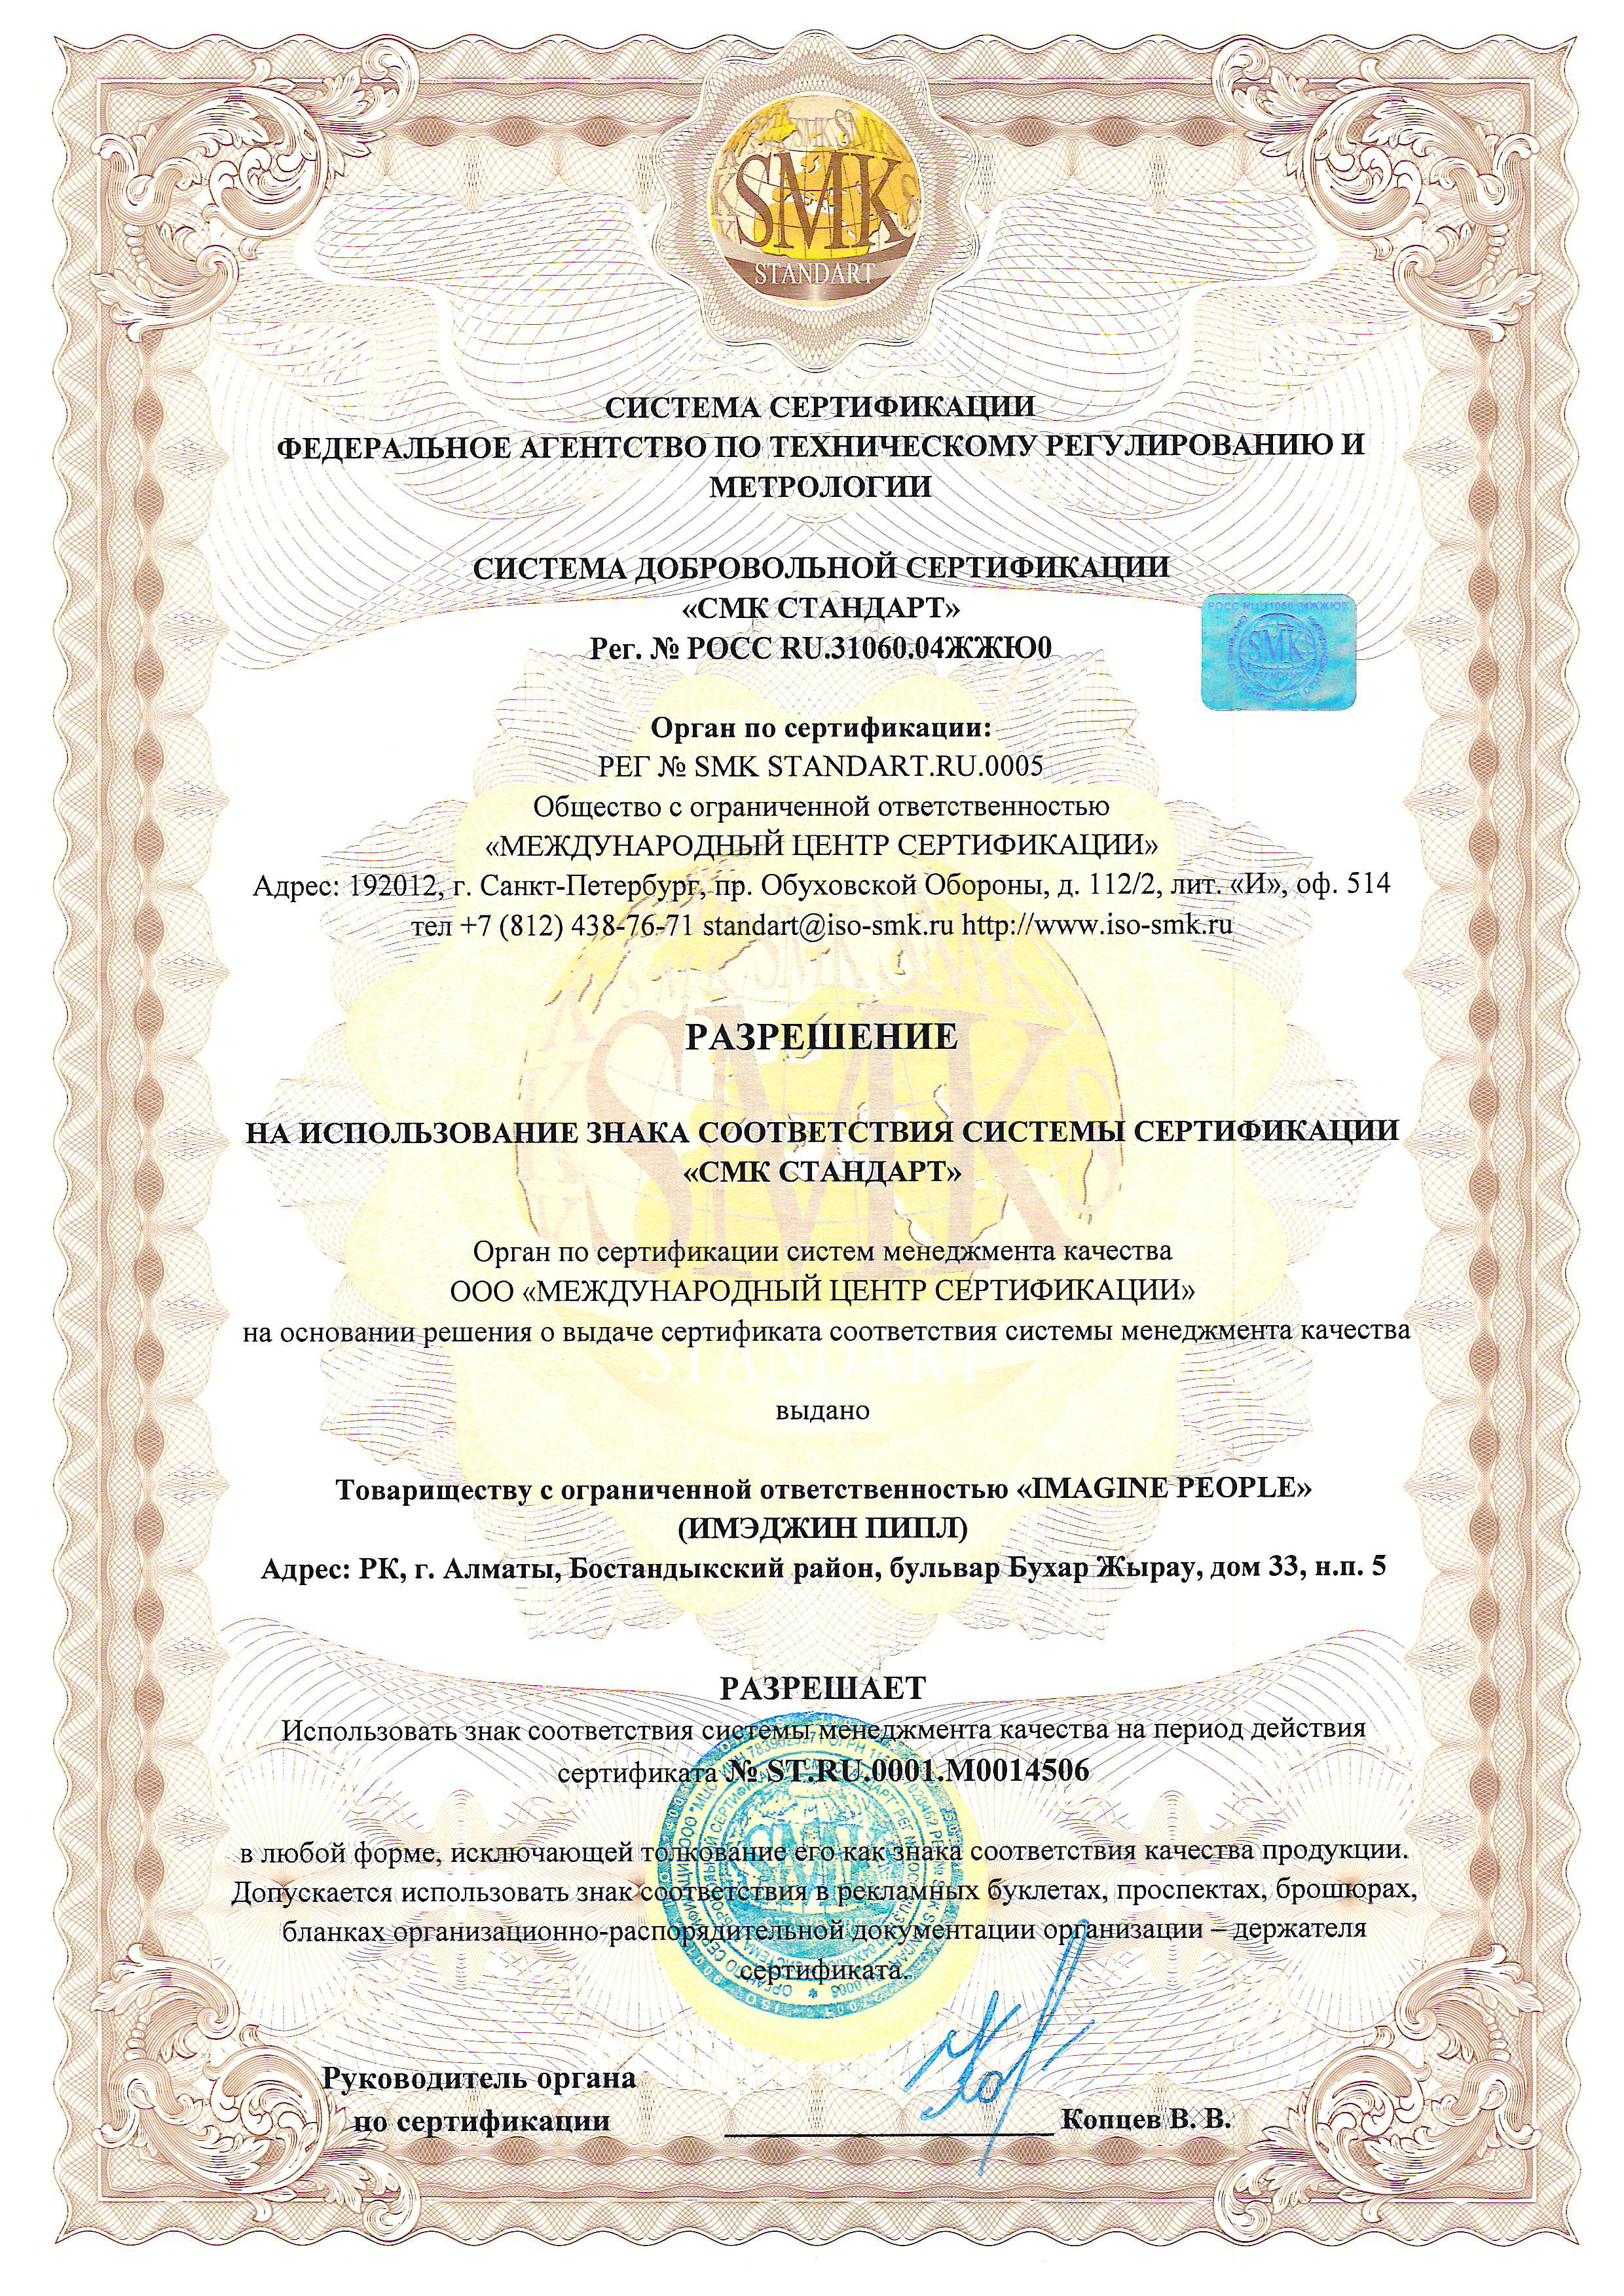 SMK
STANDART
СИСТЕМА СЕРТИФИКАЦИИ
ФЕДЕРАЛЬНОЕ АГЕНТСТВО ПО ТЕХНИЧЕСКОМУ РЕГУЛИРОВАНИЮ И
МЕТРОЛОГИИ
СИСТЕМА ДОБРОВОЛЬНОЙ СЕРТИФИКАЦИИ
«СМК СТАНДАРТ»
Рег. № РОСС RU.31060.04ЖЖЮ0
РОСС RU.31060.04ЖЖЮ0
SMK
Орган по сертификации:
РЕГ № SMK STANDART.RU.0005
Общество с ограниченной ответственностью
«МЕЖДУНАРОДНЫЙ ЦЕНТР СЕРТИФИКАЦИИ»
Адрес: 192012, г. Санкт-Петербург, пр. Обуховской Обороны, д. 112/2, лит. «И», оф. 514
тел +7 (812) 438-76-71 standart@iso-smk.ru http://www.iso-smk.ru
РАЗРЕШЕНИЕ
НА ИСПОЛЬЗОВАНИЕ ЗНАКА СООТВЕТСТВИЯ СИСТЕМЫ СЕРТИФИКАЦИИ
«СМК СТАНДАРТ»
Орган по сертификации систем менеджмента качества
ООО «МЕЖДУНАРОДНЫЙ ЦЕНТР СЕРТИФИКАЦИИ»
на основании решения о выдаче сертификата соответствия системы менеджмента качества
выдано
Товариществу с ограниченной ответственностью «IMAGINE PEOPLE»
(ИМЭДЖИН ПИПЛ)
Адрес: РК, г. Алматы, Бостандыкский район, бульвар Бухар Жырау, дом 33, н.п. 5
РАЗРЕШАЕТ
Использовать знак соответствия системы менеджмента качества на период действия
сертификата № ST.RU.0001.M0014506
в любой форме, исключающей толкование его как знака соответствия качества продукции.
Допускается использовать знак соответствия в рекламных буклетах, проспектах, брошюрах,
бланках организационно-распорядительной документации организации – держателя
сертификата.
Руководитель органа
по сертификации
Копцев В. В.